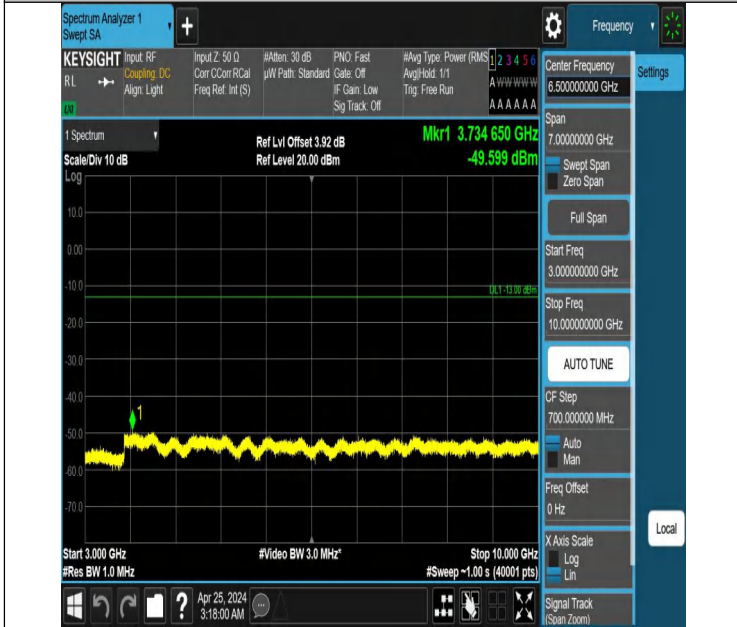 Spectrum Analyzer 1
Swept SA
+
Frequency
KEYSIGHT
RL
Input: RF
Coupling: DC
Align: Light
Input Z: 50 Ω
Corr CCorr RCal
Freq Ref: Int (S)
#Atten: 30 dB
µW Path: Standard
PNO: Fast
Gate: Off
IF Gain: Low
Sig Track: Off
#Avg Type: Power (RMS
Avg|Hold: 1/1
Trig: Free Run
1 2 3 4 5 6
A W W W W W
A A A A A A
1 Spectrum
Scale/Div 10 dB
Log
Ref Lvl Offset 3.92 dB
Ref Level 20.00 dBm
Mkr1 3.734 650 GHz
-49.599 dBm
10.0
0.00
-10.0
DL1 -13.00 dBm
-20.0
-30.0
-40.0
1
-50.0
-60.0
-70.0
Start 3.000 GHz
#Res BW 1.0 MHz
#Video BW 3.0 MHz*
Stop 10.000 GHz
#Sweep ~1.00 s (40001 pts)
?
Apr 25, 2024
3:18:00 AM
Center Frequency
6.500000000 GHz
Settings
Span
7.00000000 GHz
Swept Span
Zero Span
Full Span
Start Freq
3.000000000 GHz
Stop Freq
10.000000000 GHz
AUTO TUNE
CF Step
700.000000 MHz
Auto
Man
Freq Offset
0 Hz
X Axis Scale
Log
Lin
Local
Signal Track
(Span Zoom)